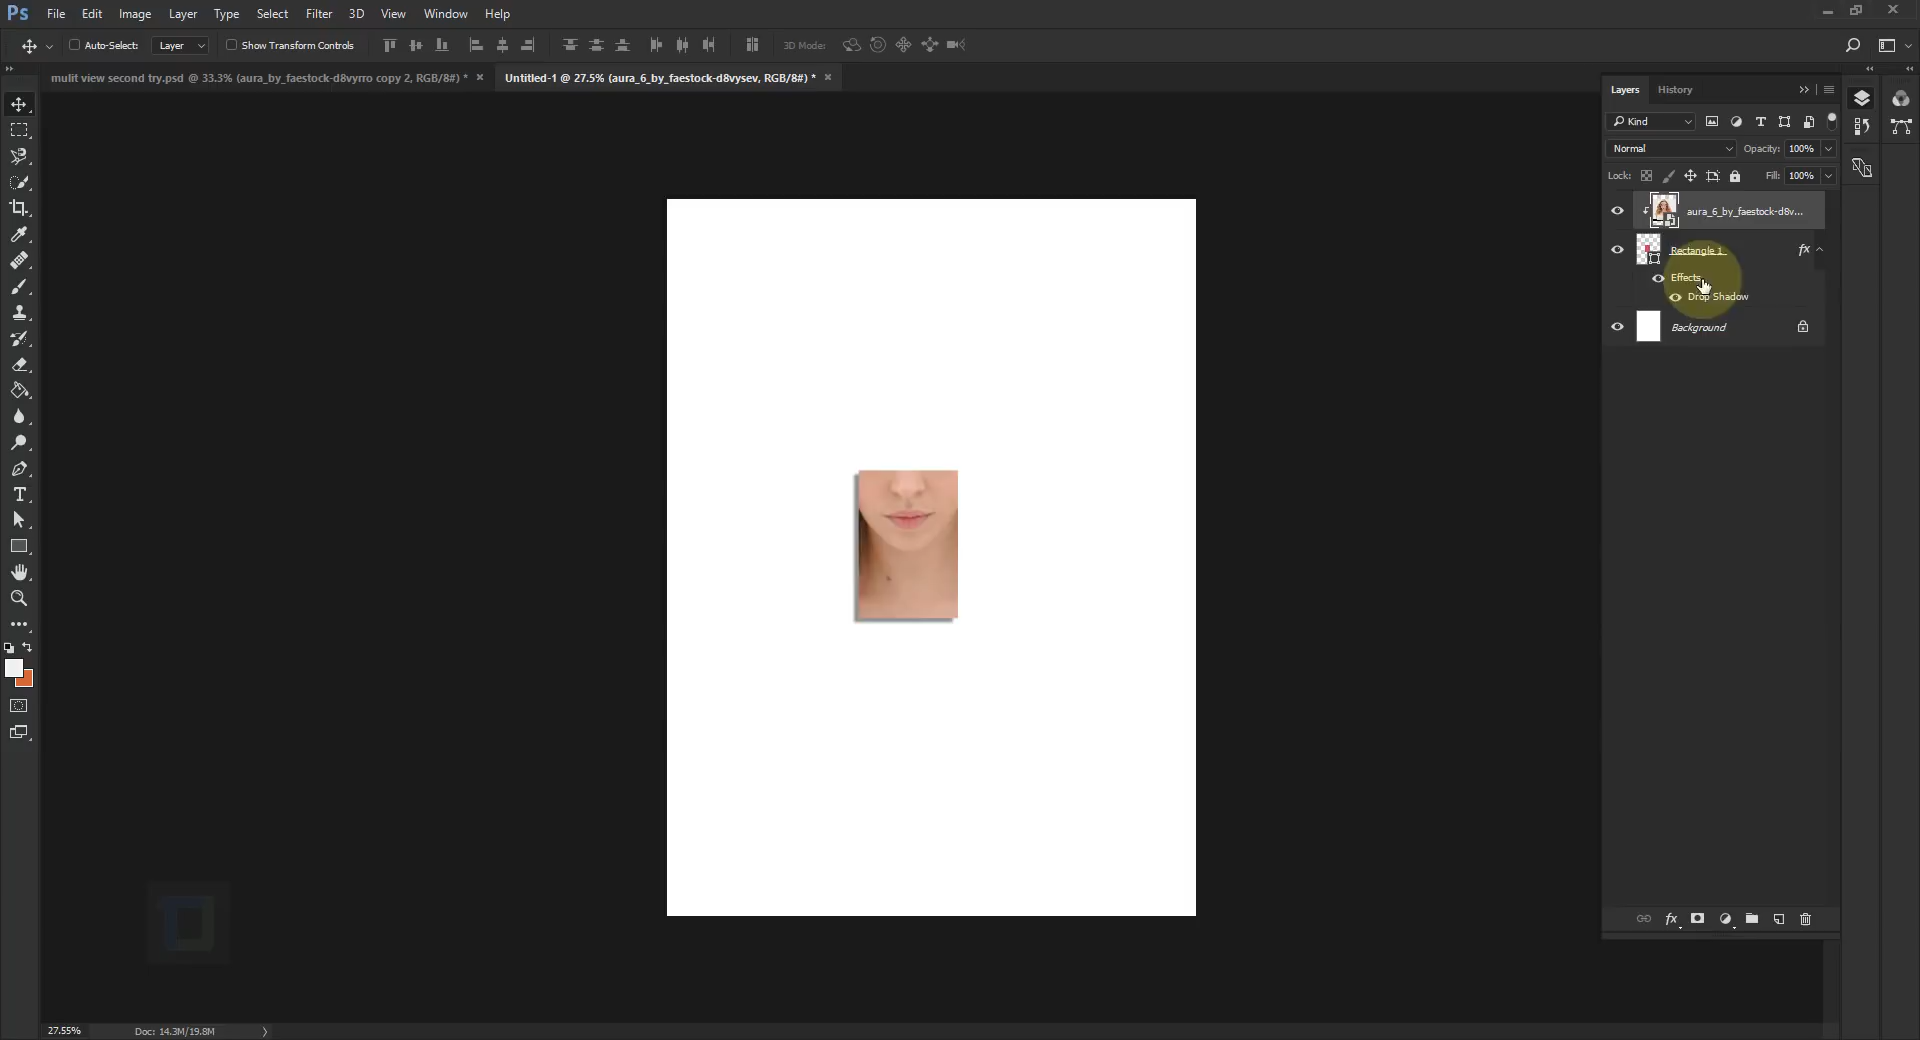 Ps File Edit Image Layer Type Select Filter 3D View Window Help
Auto-Select: Layer Show Transform Controls 3D Mode:
mulit view second try.psd @ 33.3% (aura_by_faestock-d8vyrro copy 2, RGB/8#) * × Untitled-1 @ 27.5% (aura_6_by_faestock-d8vysev, RGB/8#) * ×
Layers History
Kind
Normal Opacity: 100%
Lock: Fill: 100%
aura_6_by_faestock-d8v...
Rectangle 1 fx
Effects
Drop Shadow
Background
fx
27.55% Doc: 14.3M/19.8M